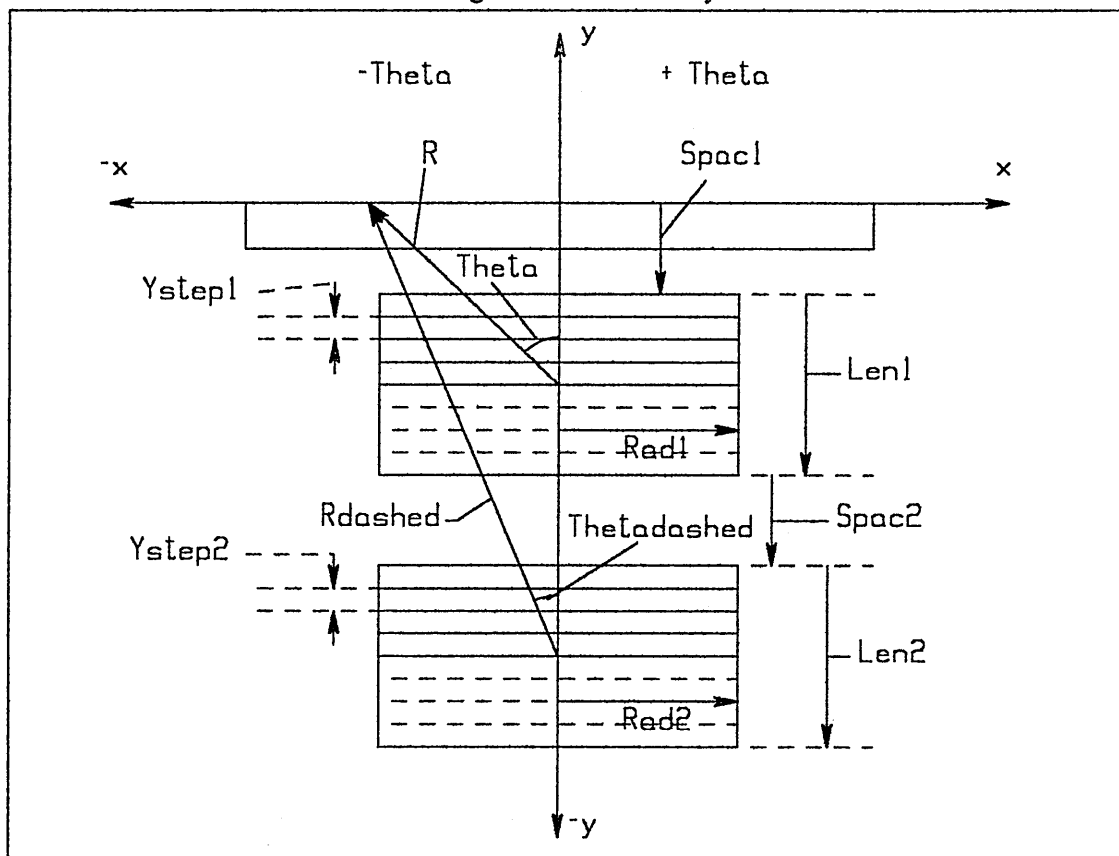 y
-Theta
+ Theta
R
Spac1
-x
x
Theta
Ystep1
Len1
Rad1
Rdashed
Thetadashed
Spac2
Ystep2
Len2
Rad2
-y